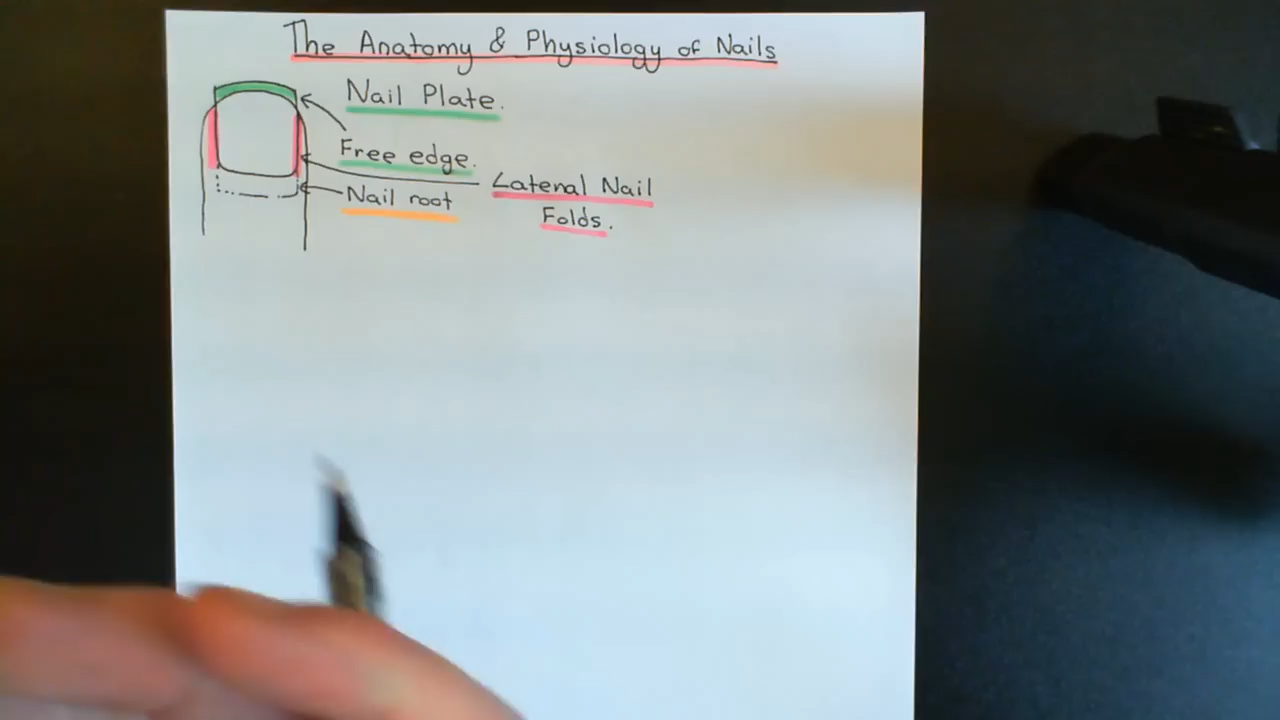 The Anatomy & Physiology of Nails
Nail Plate.
Free edge.
Nail root
Lateral Nail
Folds.